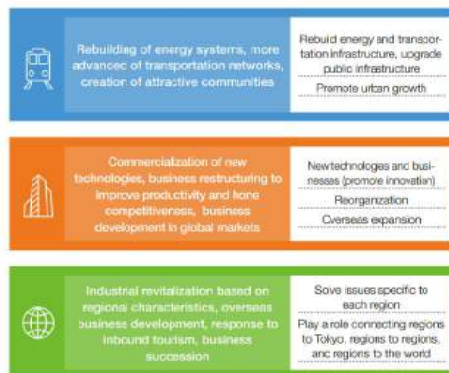 Rebuilding of energy systems, more
advanced of transportation networks,
creation of attractive communities
Rebuild energy and transpor-
tation infrastructure, upgrade
public infrastructure
Promote urban growth
Commercialization of new
technologies, business restructuring to
improve productivity and hone
competitiveness, business
development in global markets
New technologies and busi-
nesses (promote innovation)
Reorganization
Overseas expansion
Industrial revitalization based on
regional characteristics, overseas
business development, response to
inbound tourism, business
succession
Sove issues specific to
each region
Play a role connecting regions
to Tokyo, regions to regions,
and regions to the world